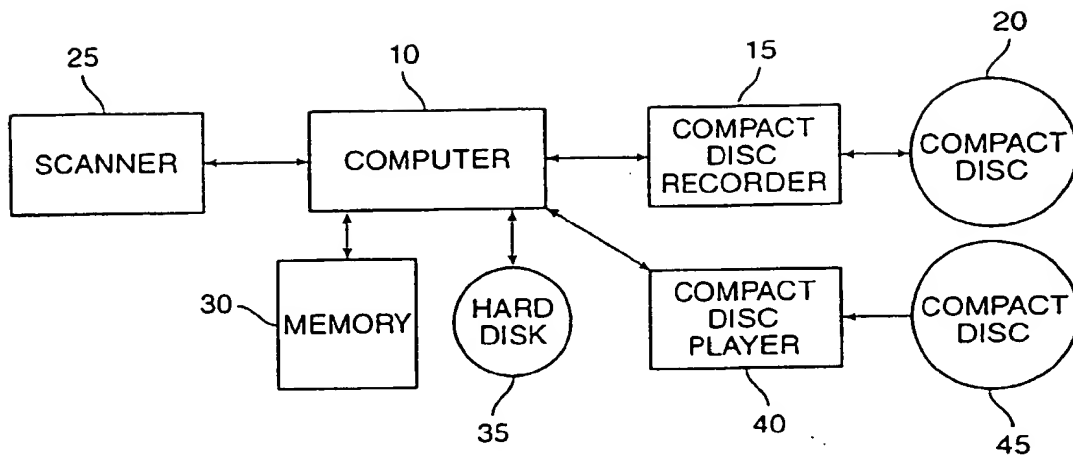 25
10
15
20
SCANNER
COMPUTER
COMPACT
DISC
RECORDER
COMPACT
DISC
30
MEMORY
HARD
DISK
35
COMPACT
DISC
PLAYER
40
COMPACT
DISC
45